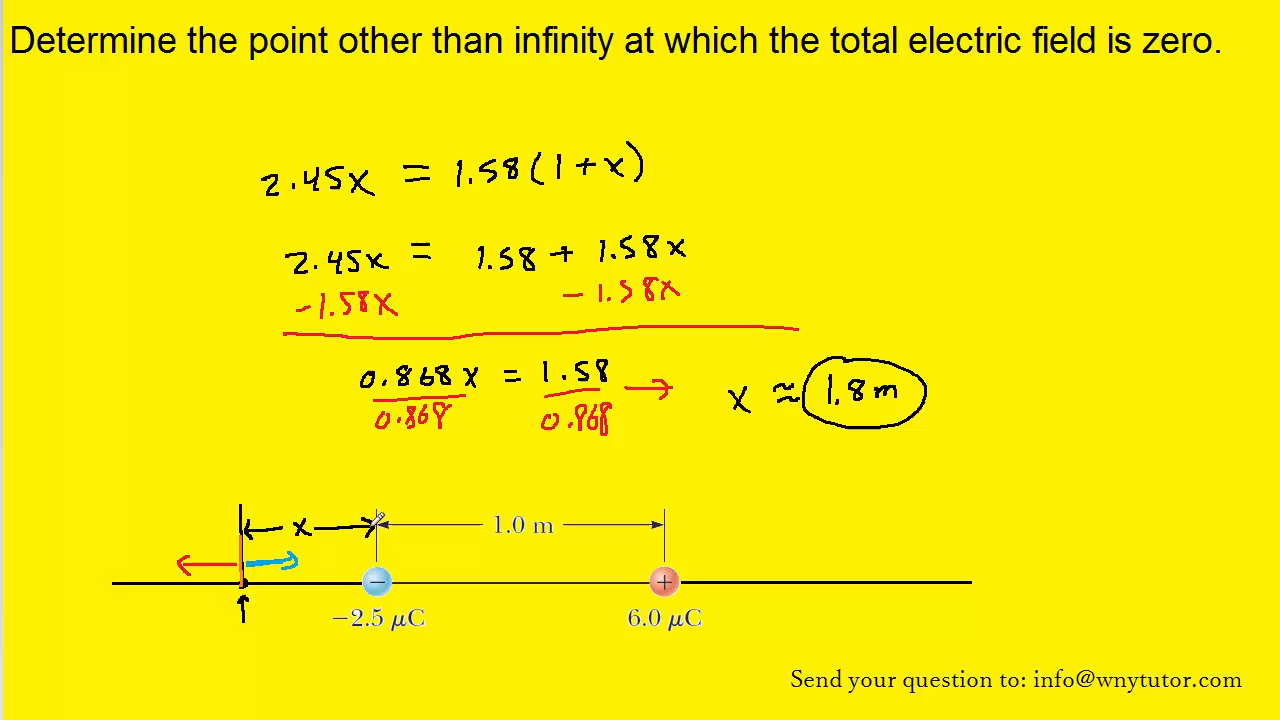 Determine the point other than infinity at which the total electric field is zero.
2.45x = 1.58(1+x)
2.45x = 1.58 + 1.58x
-1.58x -1.58x
0.868x = 1.58 → x ≈ 1.8m
0.868 0.868
x 1.0 m
− +
−2.5 μC 6.0 μC
Send your question to: info@wnytutor.com